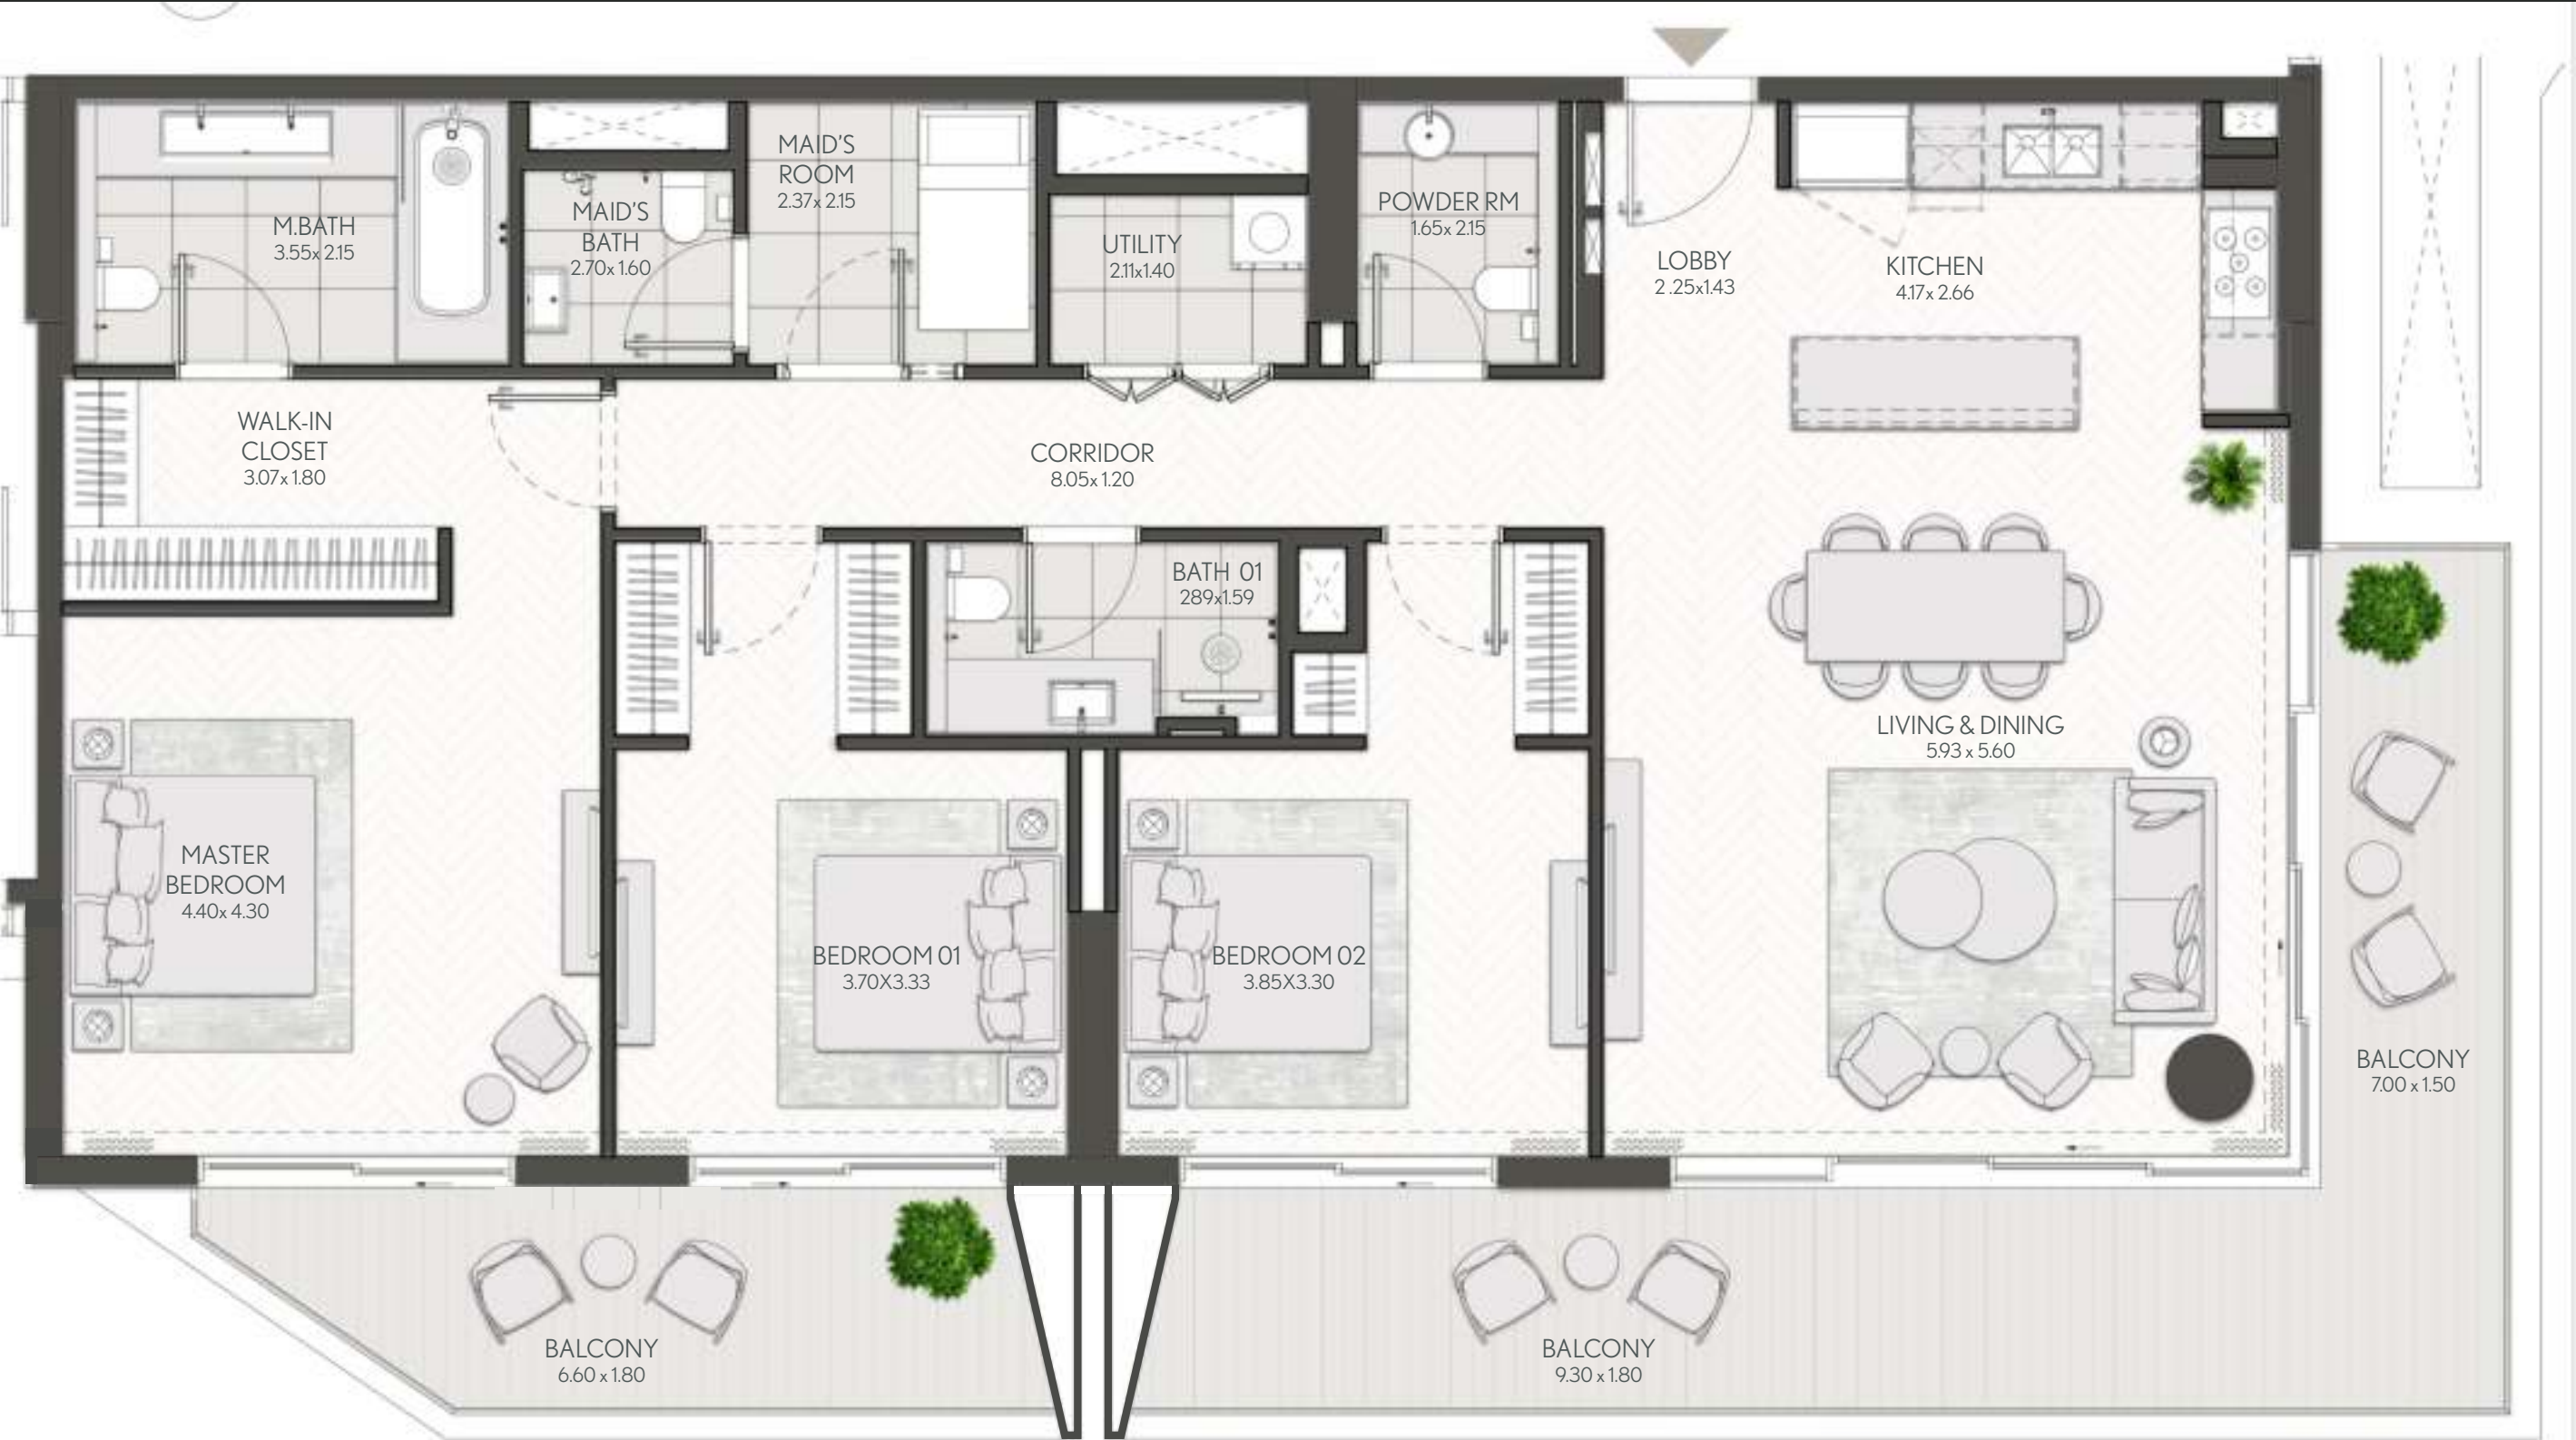 M.BATH
3.55x 2.15
MAID'S
BATH
2.70x 1.60
MAID'S
ROOM
2.37x 2.15
UTILITY
2.11x1.40
POWDER RM
1.65x 2.15
LOBBY
2 .25x1.43
KITCHEN
4.17x 2.66
WALK-IN
CLOSET
3.07x 1.80
CORRIDOR
8.05x 1.20
BATH 01
289x1.59
LIVING & DINING
5.93 x 5.60
MASTER
BEDROOM
4.40x 4.30
BEDROOM 01
3.70X3.33
BEDROOM 02
3.85X3.30
BALCONY
7.00 x 1.50
BALCONY
6.60 x 1.80
BALCONY
9.30 x 1.80